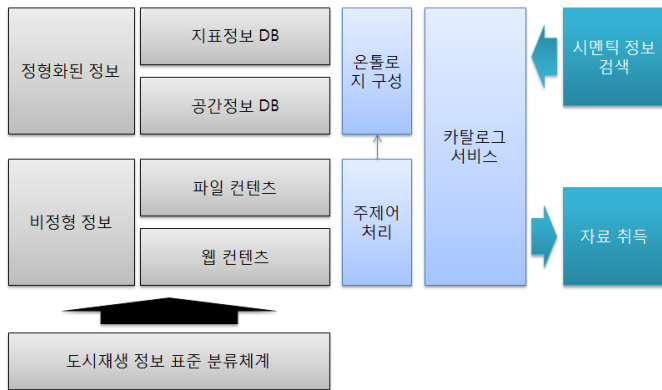 정형화된 정보
지표정보 DB
공간정보 DB
온톨로
지 구성
카탈로그
서비스
시멘틱 정보
검색
비정형 정보
파일 컨텐츠
웹 컨텐츠
주제어
처리
자료 취득
도시재생 정보 표준 분류체계